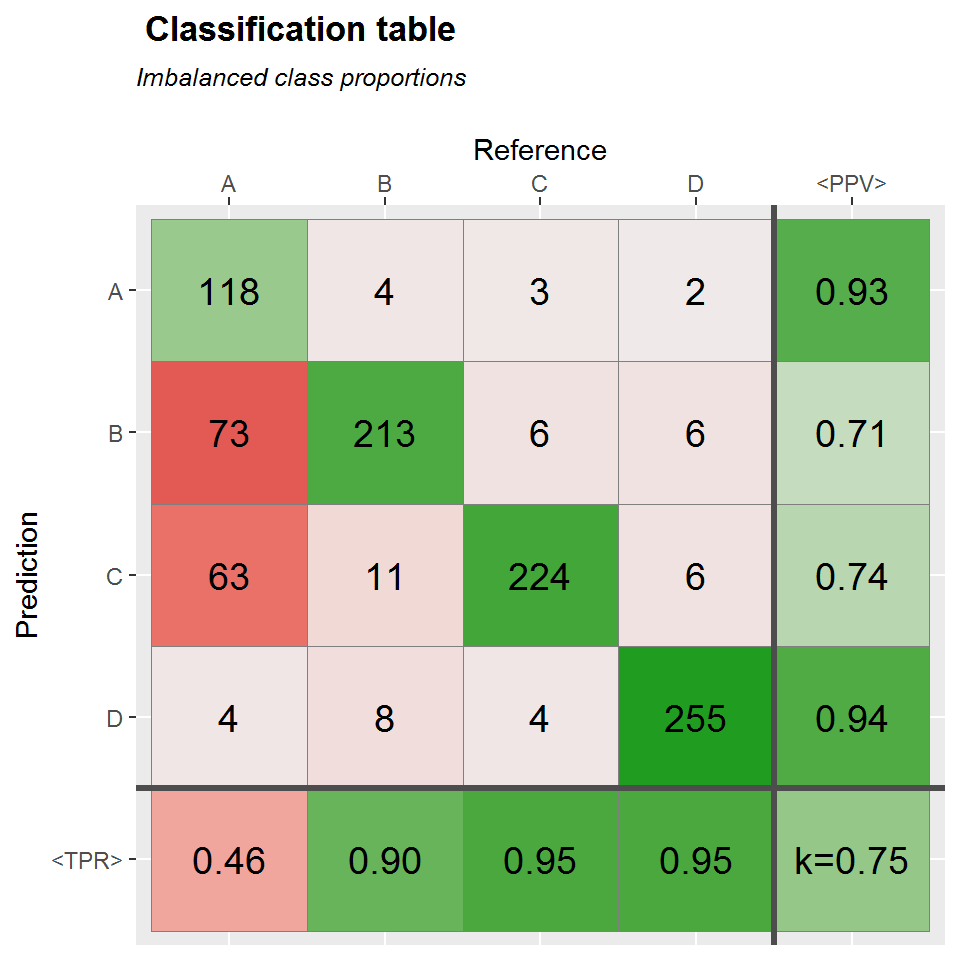 Classification table
Imbalanced class proportions
Reference
A B C D <PPV>
A 118 4 3 2 0.93
B 73 213 6 6 0.71
C 63 11 224 6 0.74
D 4 8 4 255 0.94
<TPR> 0.46 0.90 0.95 0.95 k=0.75
Prediction